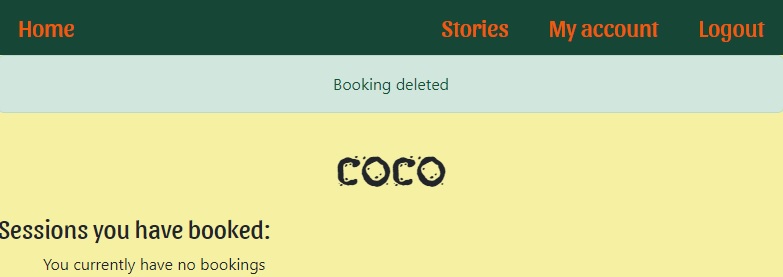 Home Stories My account Logout
Booking deleted
COCO
Sessions you have booked:
You currently have no bookings